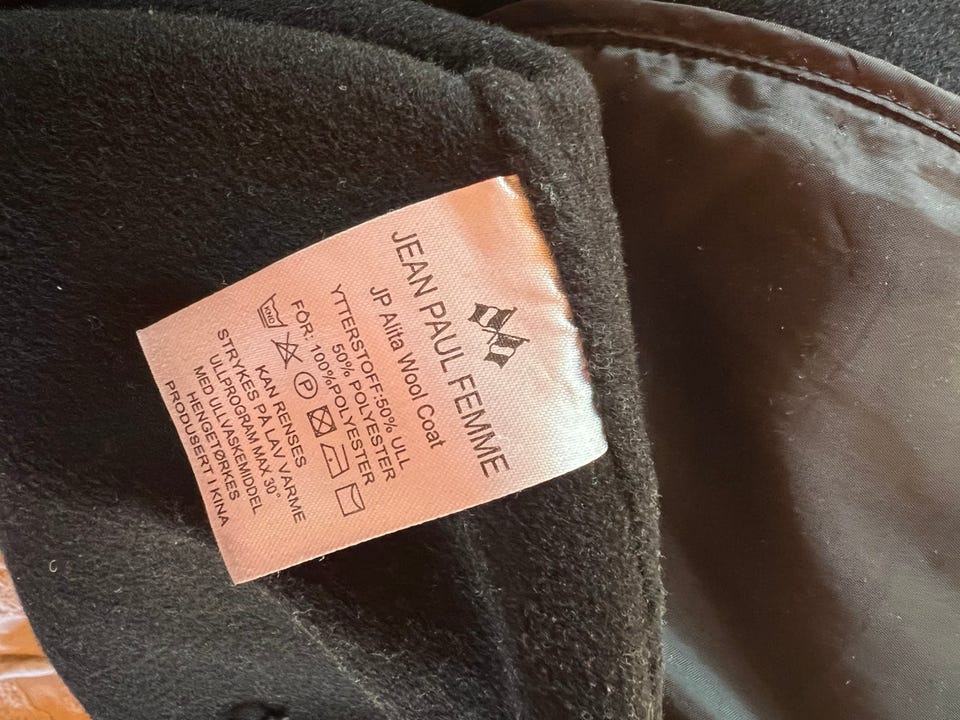 JEAN PAUL FEMME
JP Alita Wool Coat
YTTERSTOFF:50% ULL
50% POLYESTER
FÔR: 100%POLYESTER
P
KAN RENSES
STRYKES PÅ LAV VARME
ULLPROGRAM MAX 30°
MED ULLVASKEMIDDEL
HENGETØRKES
PRODUSERT I KINA